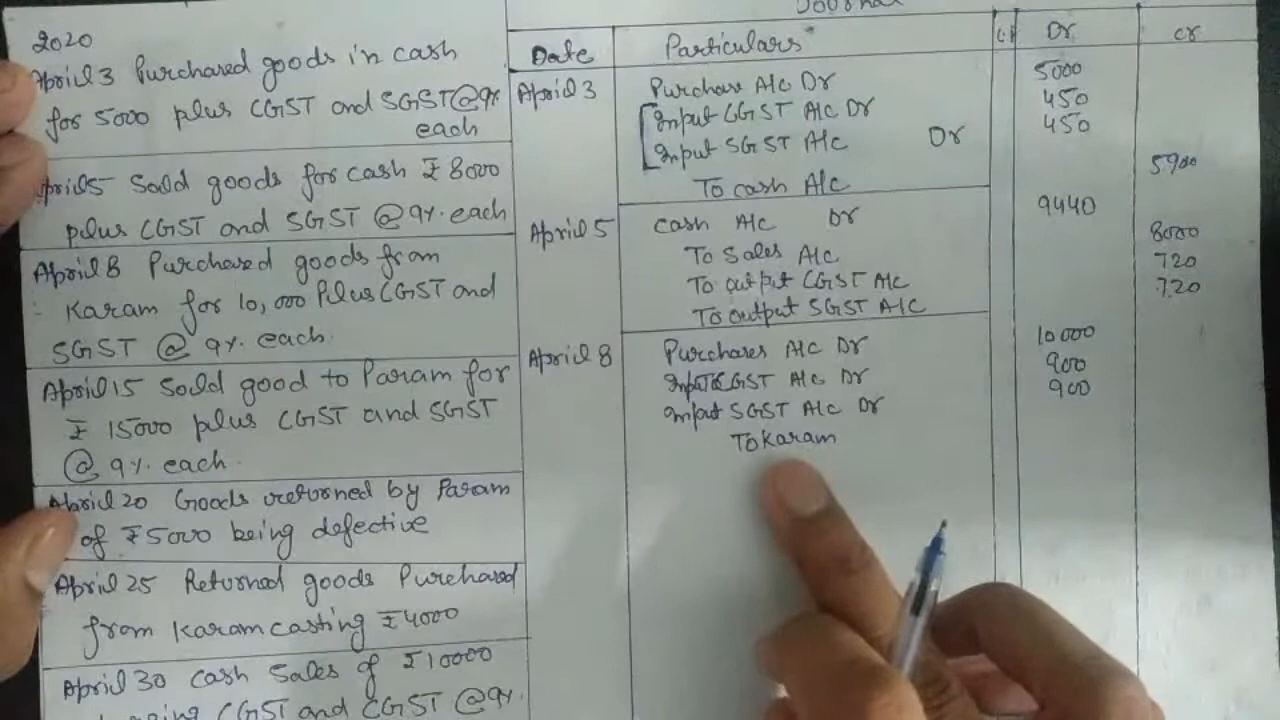 2020
April 3 Purchased goods in cash
for 5000 plus CGST and SGST @9%
each
April 5 Sold goods for cash ₹ 8000
plus CGST and SGST @ 9%. each
April 8 Purchased goods from
Karam for 10,000 Plus CGST and
SGST @ 9%. each.
April 15 Sold good to Param for
₹ 15000 plus CGST and SGST
@ 9%. each.
April 20 Goods returned by Param
of ₹5000 being defective
April 25 Returned goods Purchased
from Karam casting ₹4000
April 30 cash Sales of ₹10000
CGST and CGST @9%.
Journal
Date Particulars Dr cr
April 3 Purchase A/c Dr 5000
Input CGST A/c Dr 450
Input SGST A/c Dr 450
To cash A/c 5900
April 5 cash A/c Dr 9440
To Sales A/c 8000
To output CGST A/c 720
To output SGST A/c 720
April 8 Purchases A/c Dr 10000
Input CGST A/c Dr 900
Input SGST A/c Dr 900
To Karam